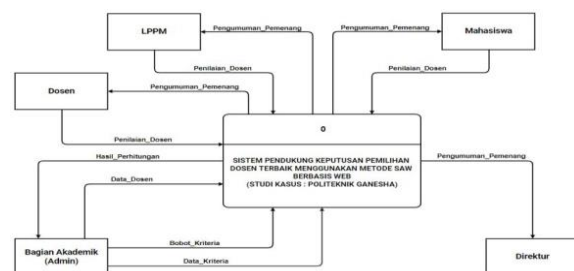 LPPM
Pengumuman_Pemenang
Pengumuman_Pemenang
Mahasiswa
Penilaian_Dosen
Penilaian_Dosen
Dosen
Pengumuman_Pemenang
Penilaian_Dosen
0
SISTEM PENDUKUNG KEPUTUSAN PEMILIHAN
DOSEN TERBAIK MENGGUNAKAN METODE SAW
BERBASIS WEB
(STUDI KASUS : POLITEKNIK GANESHA)
Hasil_Perhitungan
Pengumuman_Pemenang
Data_Dosen
Bagian Akademik
(Admin)
Bobot_Kriteria
Data_Kriteria
Direktur